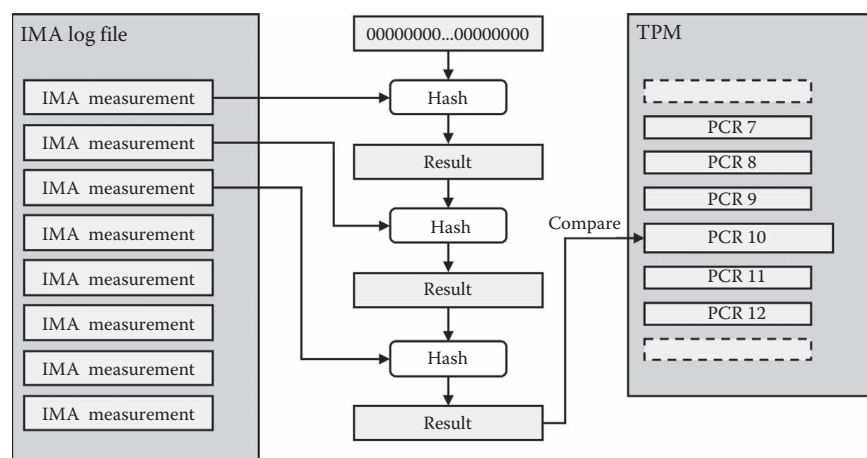 IMA log file
IMA measurement
IMA measurement
IMA measurement
IMA measurement
IMA measurement
IMA measurement
IMA measurement
IMA measurement
00000000...00000000
Hash
Result
Hash
Result
Hash
Result
Compare
TPM
PCR 7
PCR 8
PCR 9
PCR 10
PCR 11
PCR 12